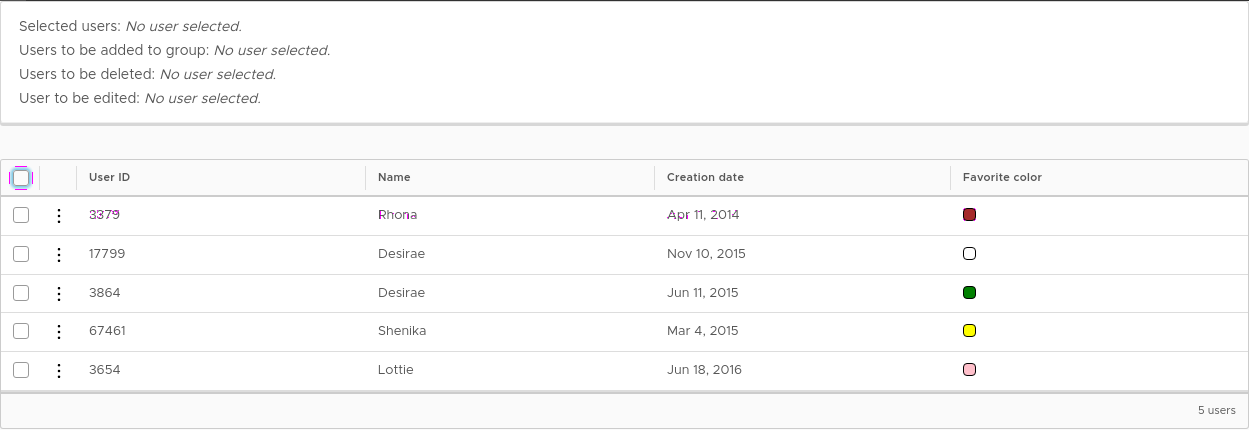 Selected users: No user selected.
Users to be added to group: No user selected.
Users to be deleted: No user selected.
User to be edited: No user selected.
User ID Name Creation date Favorite color
3379 Rhona Apr 11, 2014
17799 Desirae Nov 10, 2015
3864 Desirae Jun 11, 2015
67461 Shenika Mar 4, 2015
3654 Lottie Jun 18, 2016
5 users